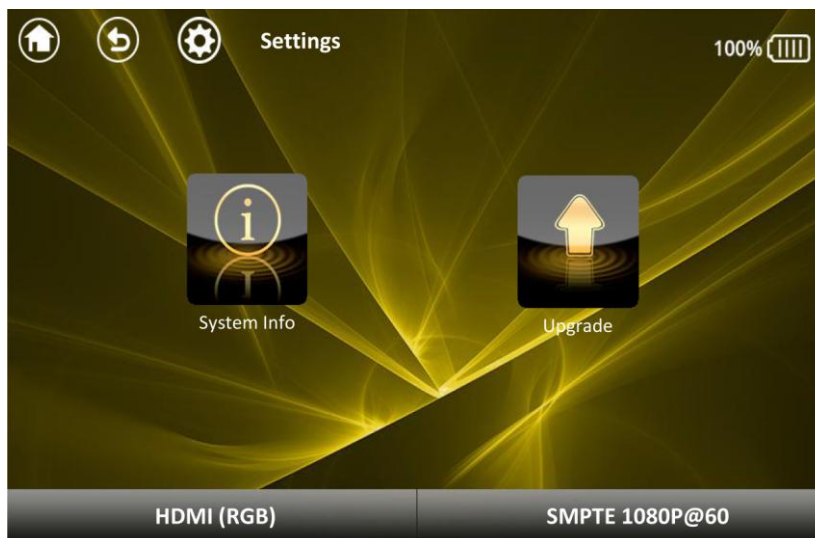 Settings
100%
System Info
Upgrade
HDMI (RGB)
SMPTE 1080P@60